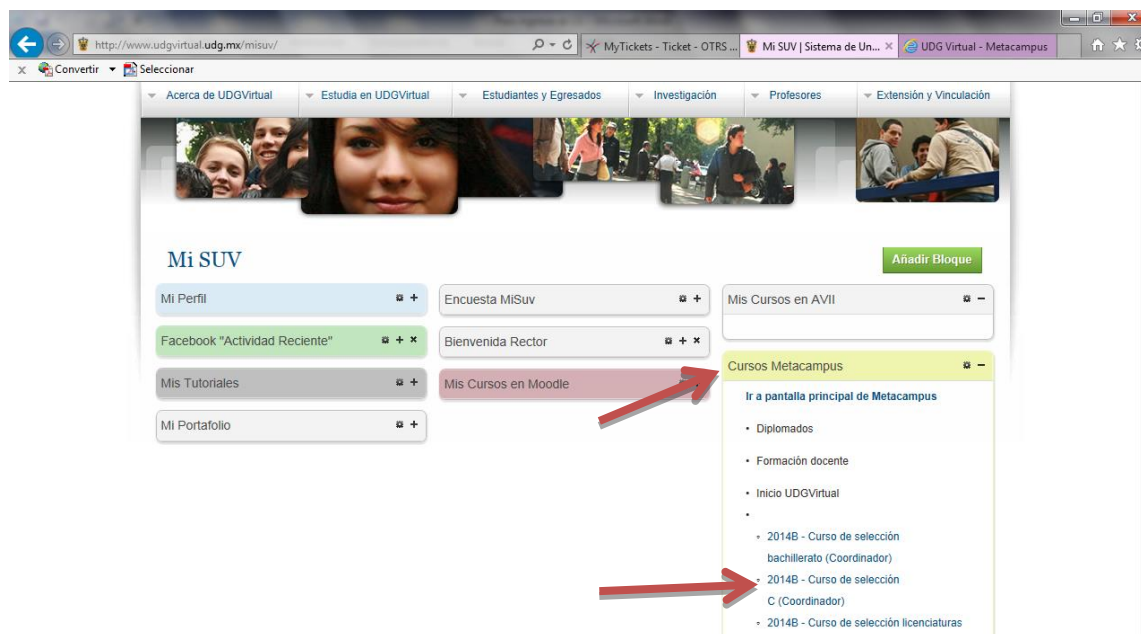 http://www.udgvirtual.udg.mx/misuv/
MyTickets - Ticket - OTRS ...
Mi SUV | Sistema de Un...
UDG Virtual - Metacampus
x Convertir
Seleccionar
Acerca de UDGVirtual
Estudia en UDGVirtual
Estudiantes y Egresados
Investigación
Profesores
Extensión y Vinculación
Mi SUV
Añadir Bloque
Mi Perfil
Facebook "Actividad Reciente"
Mis Tutoriales
Mi Portafolio
Encuesta MiSuv
Bienvenida Rector
Mis Cursos en Moodle
Mis Cursos en AVII
Cursos Metacampus
Ir a pantalla principal de Metacampus
• Diplomados
• Formación docente
• Inicio UDGVirtual
•
◦ 2014B - Curso de selección
bachillerato (Coordinador)
◦ 2014B - Curso de selección
C (Coordinador)
◦ 2014B - Curso de selección licenciaturas